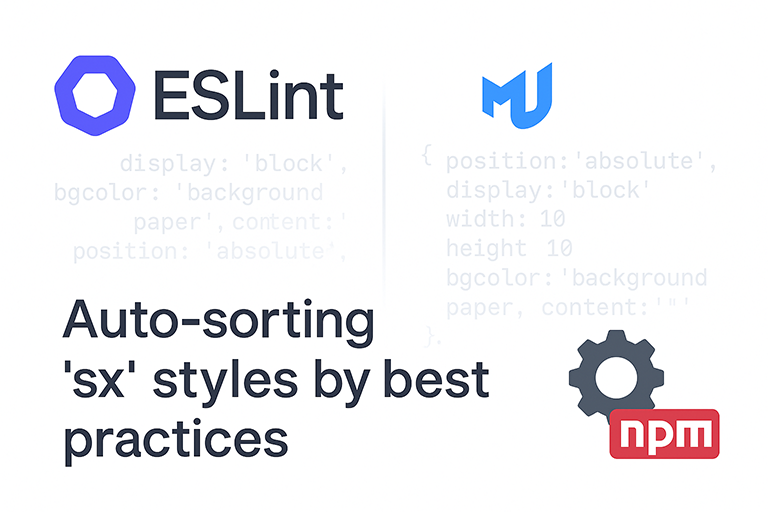 ESLint
display: 'block',
bgcolor: 'background
paper', content:'
position: 'absolute',
MU
{ position:'absolute',
display:'block'
width: 10
height 10
bgcolor:'background
paper, content:'"'
}.
Auto-sorting
'sx' styles by best
practices
npm